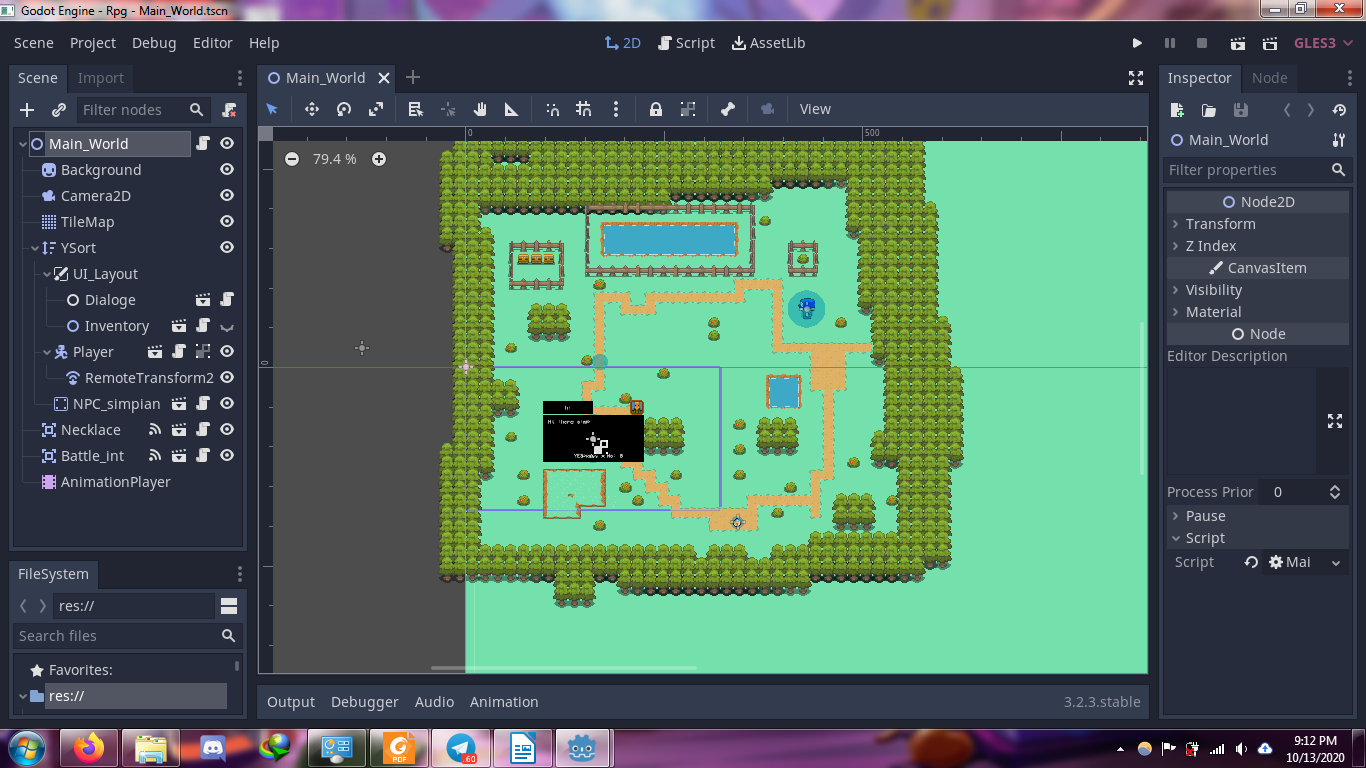 Godot Engine - Rpg - Main_World.tscn
Scene Project Debug Editor Help
2D Script AssetLib
GLES3
Scene Import
Main_World
Inspector Node
Filter nodes
View
Main_World
Background
Camera2D
TileMap
YSort
UI_Layout
Dialoge
Inventory
Player
RemoteTransform2
NPC_simpian
Necklace
Battle_int
AnimationPlayer
0
500
79.4 %
0
Main_World
Filter properties
Node2D
Transform
Z Index
CanvasItem
Visibility
Material
Node
Editor Description
Process Prior 0
Pause
Script
Script Mai
FileSystem
res://
Search files
Favorites:
res://
Output Debugger Audio Animation
3.2.3.stable
PDF
.60
9:12 PM
10/13/2020